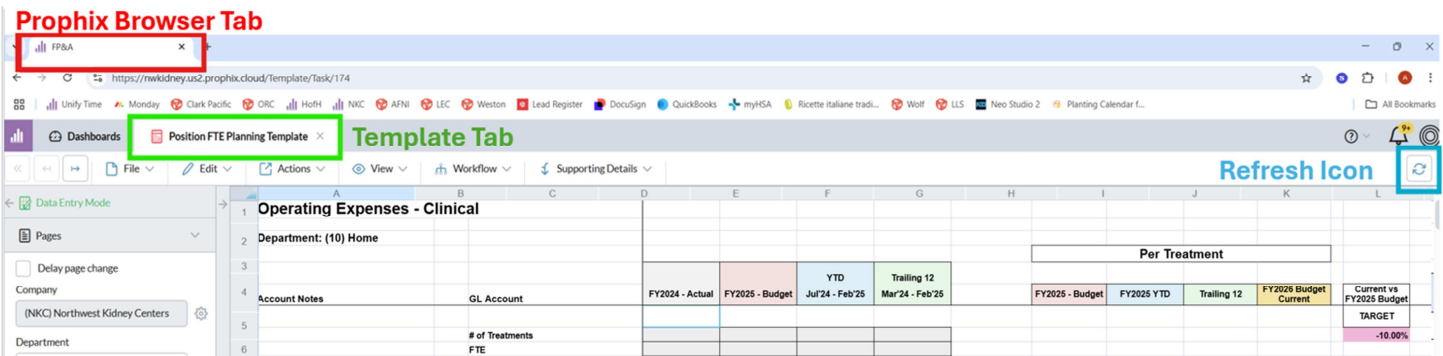 Prophix Browser Tab
FP&A
https://nwkidney.us2.prophix.cloud/Template/Task/174
Unify Time Monday Clark Pacific ORC HofH NKC AFNI LEC Weston Lead Register DocuSign QuickBooks myHSA Ricette italiane tradi... Wolf LLS Neo Studio 2 Planting Calendar f... All Bookmarks
Dashboards Position FTE Planning Template Template Tab 9+
File Edit Actions View Workflow Supporting Details Refresh Icon
A B C D E F G H I J K L
Data Entry Mode
1 Operating Expenses - Clinical
Pages
2 Department: (10) Home
Per Treatment
3
Delay page change
YTD Trailing 12
Company
4 Account Notes GL Account FY2024 - Actual FY2025 - Budget Jul'24 - Feb'25 Mar'24 - Feb'25 FY2025 - Budget FY2025 YTD Trailing 12 FY2026 Budget Current Current vs FY2025 Budget
(NKC) Northwest Kidney Centers
TARGET
5 # of Treatments -10.00%
Department
6 FTE